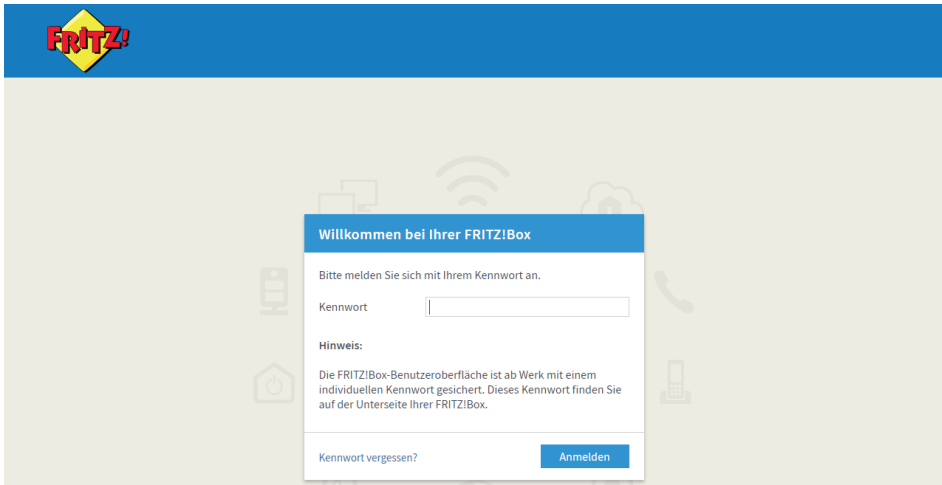 FRITZ!
Willkommen bei Ihrer FRITZ!Box
Bitte melden Sie sich mit Ihrem Kennwort an.
Kennwort
Hinweis:
Die FRITZ!Box-Benutzeroberfläche ist ab Werk mit einem
individuellen Kennwort gesichert. Dieses Kennwort finden Sie
auf der Unterseite Ihrer FRITZ!Box.
Kennwort vergessen?
Anmelden